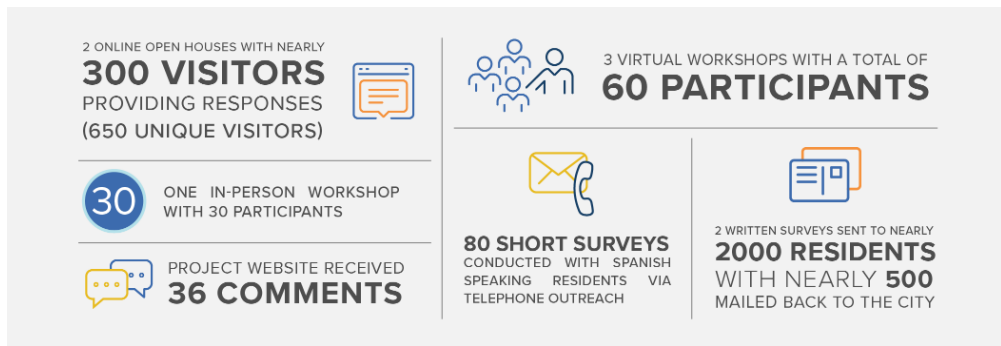 2 ONLINE OPEN HOUSES WITH NEARLY
300 VISITORS
PROVIDING RESPONSES
(650 UNIQUE VISITORS)
30
ONE IN-PERSON WORKSHOP
WITH 30 PARTICIPANTS
PROJECT WEBSITE RECEIVED
36 COMMENTS
3 VIRTUAL WORKSHOPS WITH A TOTAL OF
60 PARTICIPANTS
80 SHORT SURVEYS
CONDUCTED WITH SPANISH
SPEAKING RESIDENTS VIA
TELEPHONE OUTREACH
2 WRITTEN SURVEYS SENT TO NEARLY
2000 RESIDENTS
WITH NEARLY 500
MAILED BACK TO THE CITY